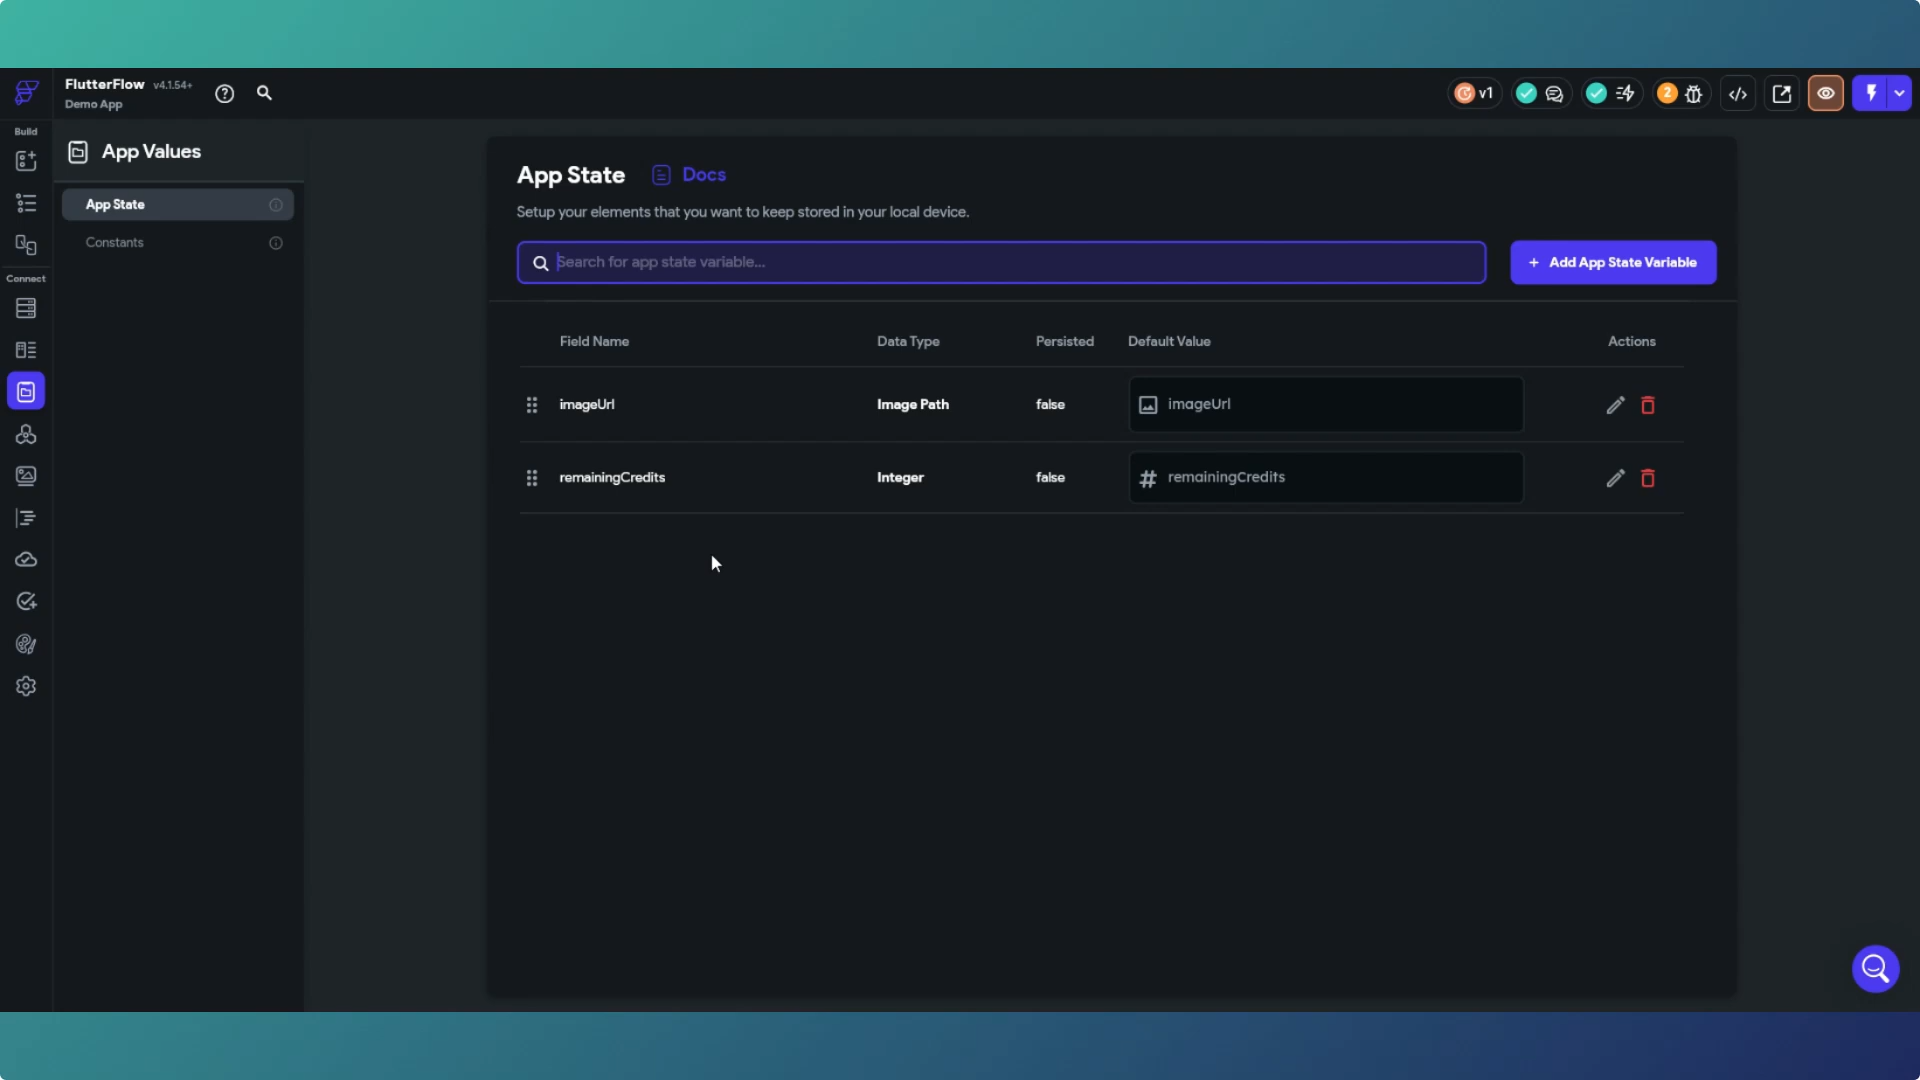 FlutterFlow v4.1.54+
Demo App
v1
2
Build
Connect
App Values
App State
Constants
App State Docs
Setup your elements that you want to keep stored in your local device.
Search for app state variable...
+ Add App State Variable
Field Name Data Type Persisted Default Value Actions
imageUrl Image Path false imageUrl
remainingCredits Integer false # remainingCredits